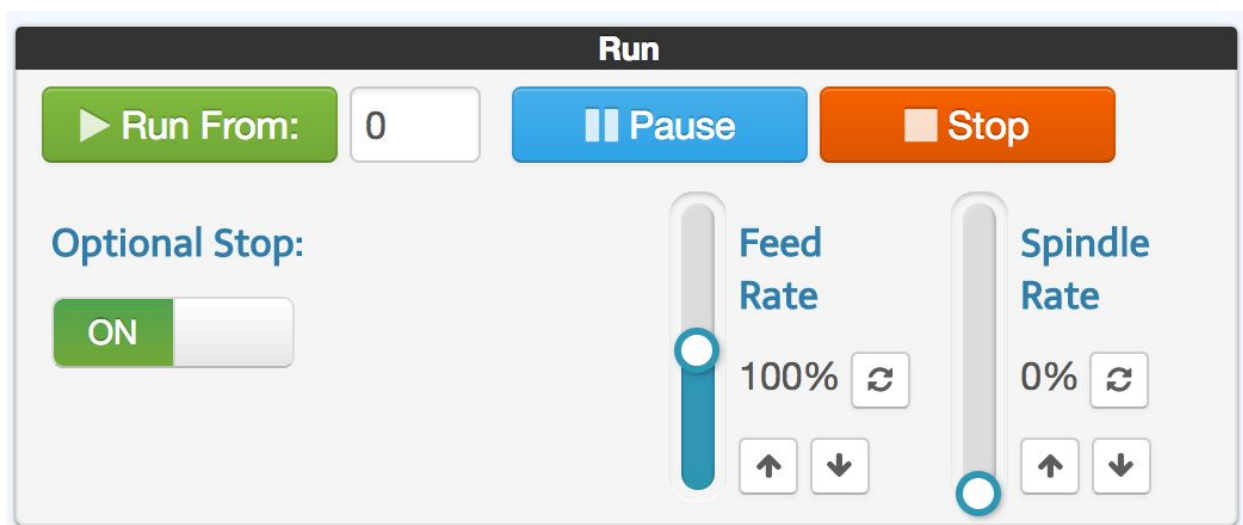 Run
Run From: 0 Pause Stop
Optional Stop:
ON
Feed
Rate
100%
Spindle
Rate
0%